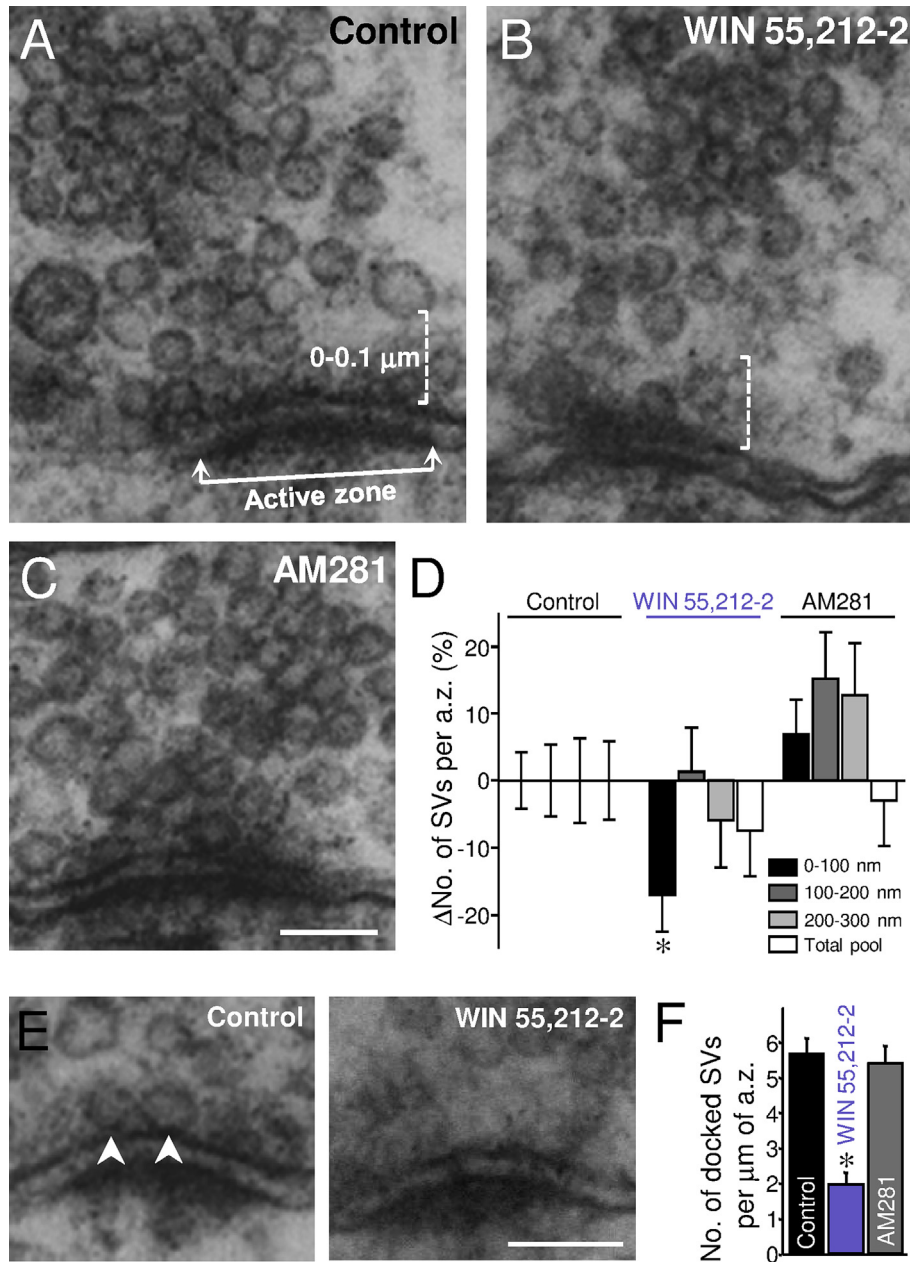 A
Control
0-0.1 µm
Active zone
B
WIN 55,212-2
C
AM281
D
Control
WIN 55,212-2
AM281
ΔNo. of SVs per a.z. (%)
20
10
0
-10
-20
*
0-100 nm
100-200 nm
200-300 nm
Total pool
E
Control
WIN 55,212-2
F
No. of docked SVs
per µm of a.z.
6
5
4
3
2
1
0
Control
* WIN 55,212-2
AM281